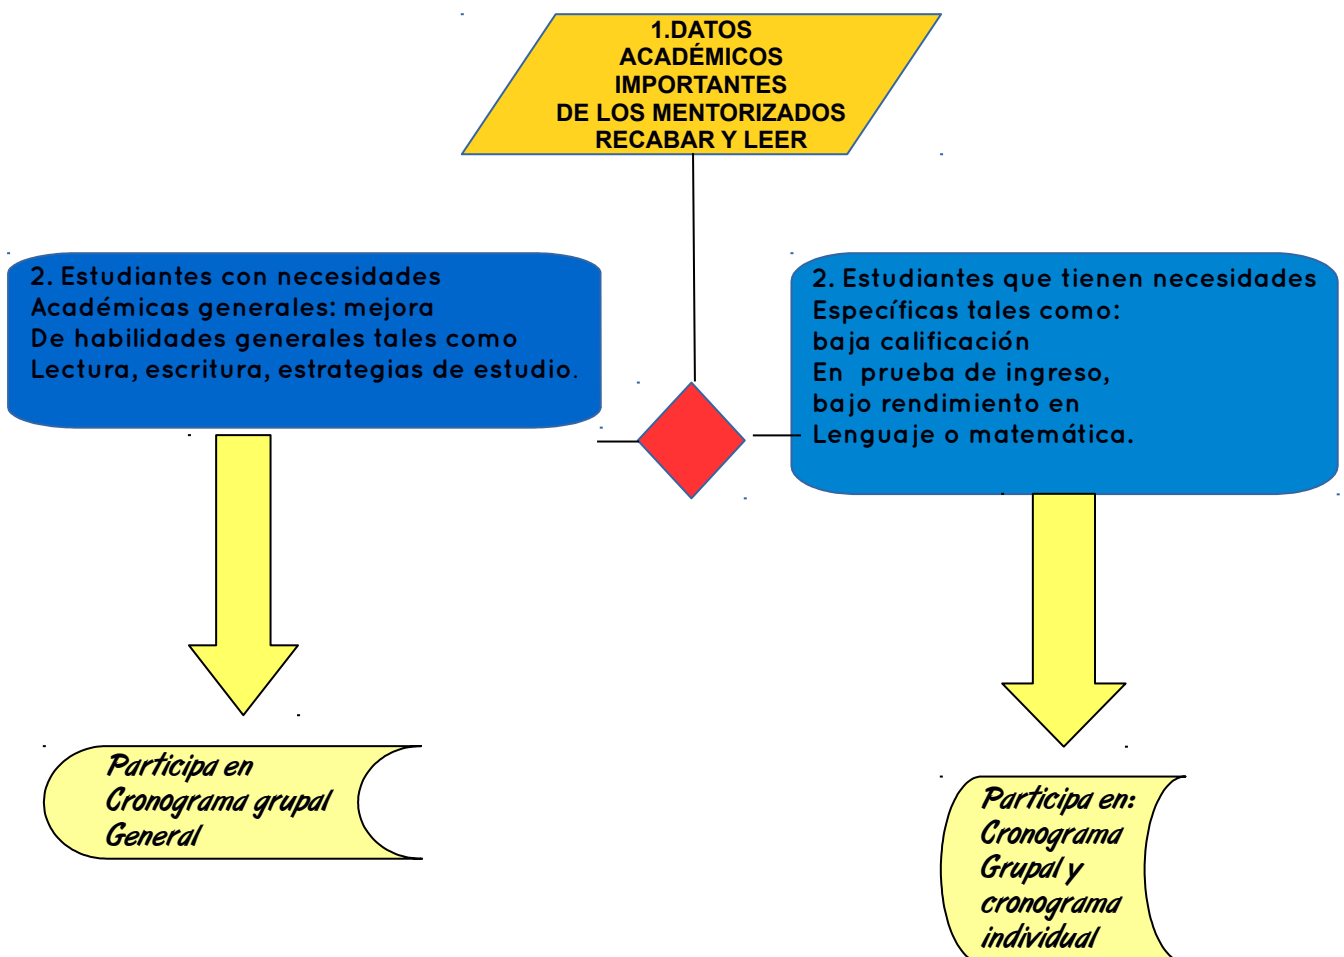 1.DATOS
ACADÉMICOS
IMPORTANTES
DE LOS MENTORIZADOS
RECABAR Y LEER
2. Estudiantes con necesidades
Académicas generales: mejora
De habilidades generales tales como
Lectura, escritura, estrategias de estudio.
2. Estudiantes que tienen necesidades
Específicas tales como:
baja calificación
En prueba de ingreso,
bajo rendimiento en
Lenguaje o matemática.
Participa en
Cronograma grupal
General
Participa en:
Cronograma
Grupal y
cronograma
individual